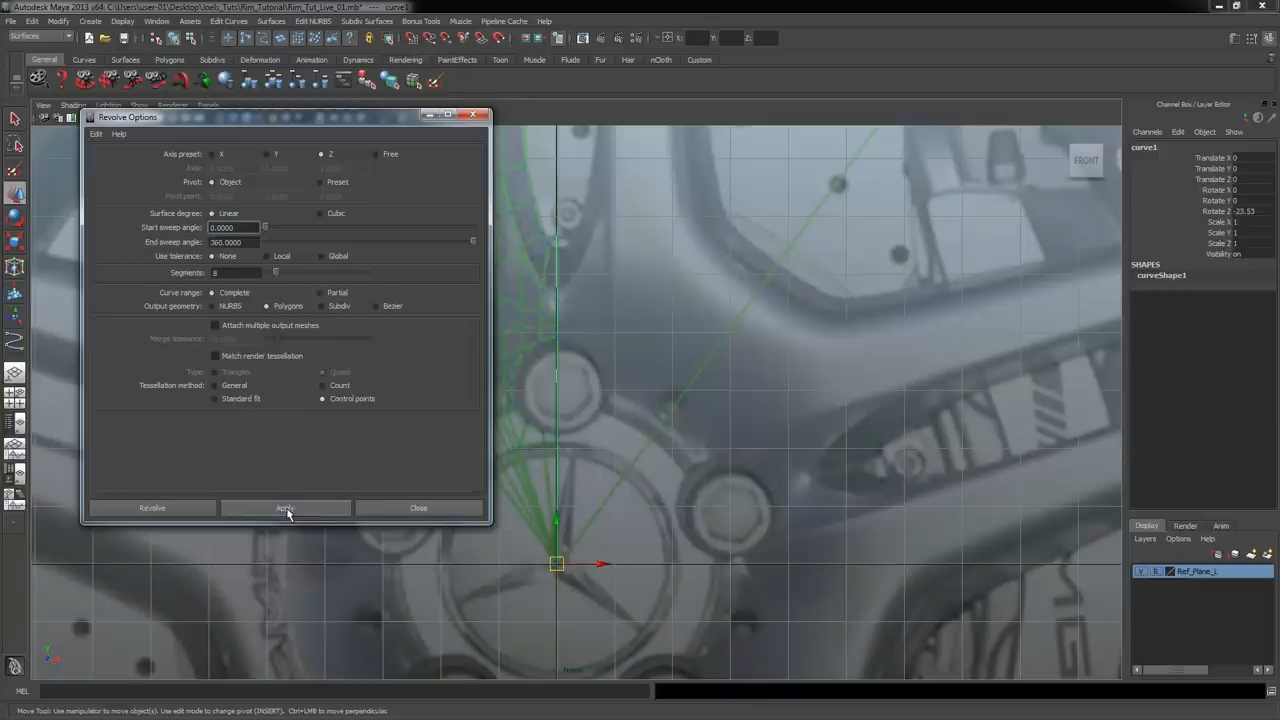 Autodesk Maya 2013 x64: C:\Users\user-01\Desktop\Joels_Tuts\Rim_Tutorial\Rim_Tut_Live_01.mb* --- curve1
File Edit Modify Create Display Window Assets Edit Curves Surfaces Edit NURBS Subdiv Surfaces Bonus Tools Muscle Pipeline Cache Help
Surfaces X: Y: Z:
General Curves Surfaces Polygons Subdivs Deformation Animation Dynamics Rendering PaintEffects Toon Muscle Fluids Fur Hair nCloth Custom
View Shading Lighting Show Renderer Panels
Channel Box / Layer Editor
Revolve Options
Edit Help
Channels Edit Object Show
curve1
Axis preset: X Y Z Free
Axis:
Pivot: Object Preset
Pivot point:
Surface degree: Linear Cubic
Start sweep angle: 0.0000
End sweep angle: 360.0000
Use tolerance: None Local Global
Segments: 8
Curve range: Complete Partial
Output geometry: NURBS Polygons Subdiv Bezier
Attach multiple output meshes
Merge tolerance:
Match render tessellation
Type: Triangles Quads
Tessellation method: General Count
Standard fit Control points
Revolve Apply Close
FRONT
Translate X 0
Translate Y 0
Translate Z 0
Rotate X 0
Rotate Y 0
Rotate Z -23.53
Scale X 1
Scale Y 1
Scale Z 1
Visibility on
SHAPES
curveShape1
Display Render Anim
Layers Options Help
V R Ref_Plane_L
MEL
Move Tool: Use manipulator to move object(s). Use edit mode to change pivot (INSERT). Ctrl+LMB to move perpendicular.